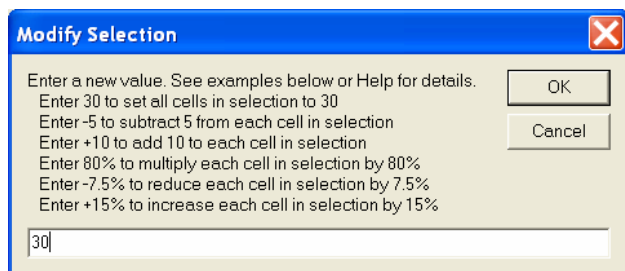 Modify Selection
Enter a new value. See examples below or Help for details.
Enter 30 to set all cells in selection to 30
Enter -5 to subtract 5 from each cell in selection
Enter +10 to add 10 to each cell in selection
Enter 80% to multiply each cell in selection by 80%
Enter -7.5% to reduce each cell in selection by 7.5%
Enter +15% to increase each cell in selection by 15%
OK
Cancel
30